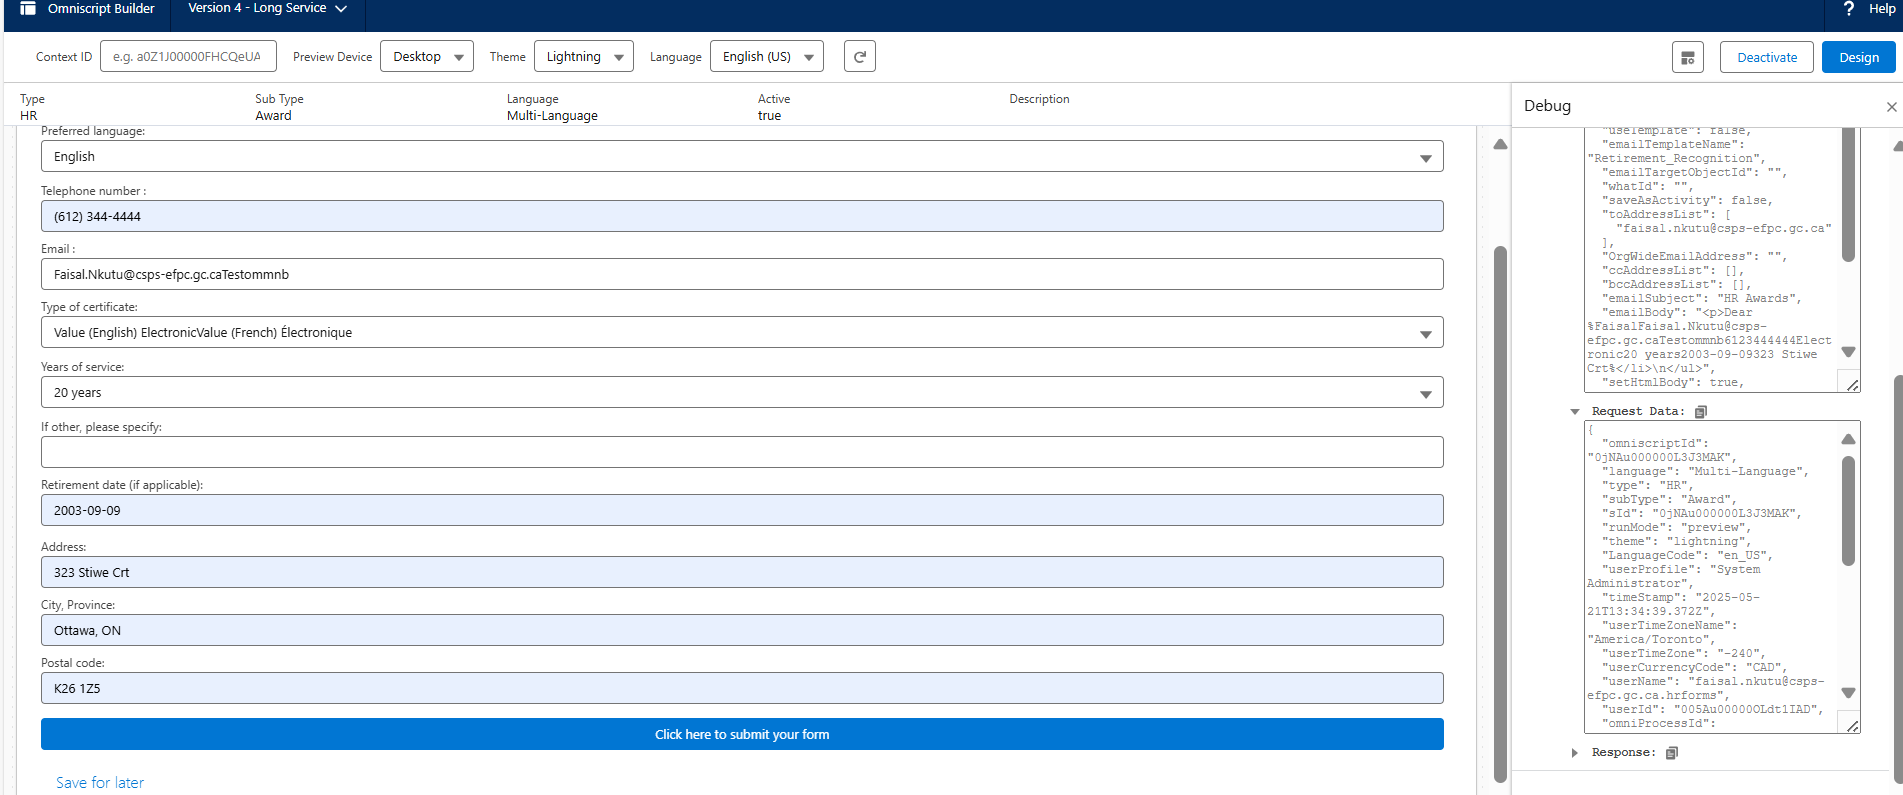 Omniscript Builder
Version 4 - Long Service
Help
Context ID
e.g. a0Z1J00000FHCQeUA
Preview Device
Desktop
Theme
Lightning
Language
English (US)
Deactivate
Design
Type
HR
Sub Type
Award
Language
Multi-Language
Active
true
Description
Preferred language:
English
Telephone number :
(612) 344-4444
Email :
Faisal.Nkutu@csps-efpc.gc.caTestommnb
Type of certificate:
Value (English) ElectronicValue (French) Électronique
Years of service:
20 years
If other, please specify:
Retirement date (if applicable):
2003-09-09
Address:
323 Stiwe Crt
City, Province:
Ottawa, ON
Postal code:
K26 1Z5
Click here to submit your form
Save for later
Debug
"useTemplate": false,
"emailTemplateName":
"Retirement_Recognition",
"emailTargetObjectId": "",
"whatId": "",
"saveAsActivity": false,
"toAddressList": [
"faisal.nkutu@csps-efpc.gc.ca"
],
"OrgWideEmailAddress": "",
"ccAddressList": [],
"bccAddressList": [],
"emailSubject": "HR Awards",
"emailBody": "<p>Dear
%FaisalFaisal.Nkutu@csps-
efpc.gc.caTestommnb6123444444Elect
ronic20 years2003-09-09323 Stiwe
Crt%</li>\n</ul>",
"setHtmlBody": true,
Request Data:
{
"omniscriptId":
"0jNAu000000L3J3MAK",
"language": "Multi-Language",
"type": "HR",
"subType": "Award",
"sId": "0jNAu000000L3J3MAK",
"runMode": "preview",
"theme": "lightning",
"LanguageCode": "en_US",
"userProfile": "System
Administrator",
"timeStamp": "2025-05-
21T13:34:39.372Z",
"userTimeZoneName":
"America/Toronto",
"userTimeZone": "-240",
"userCurrencyCode": "CAD",
"userName": "faisal.nkutu@csps-
efpc.gc.ca.hrforms",
"userId": "005Au00000OLdt1IAD",
"omniProcessId":
Response: